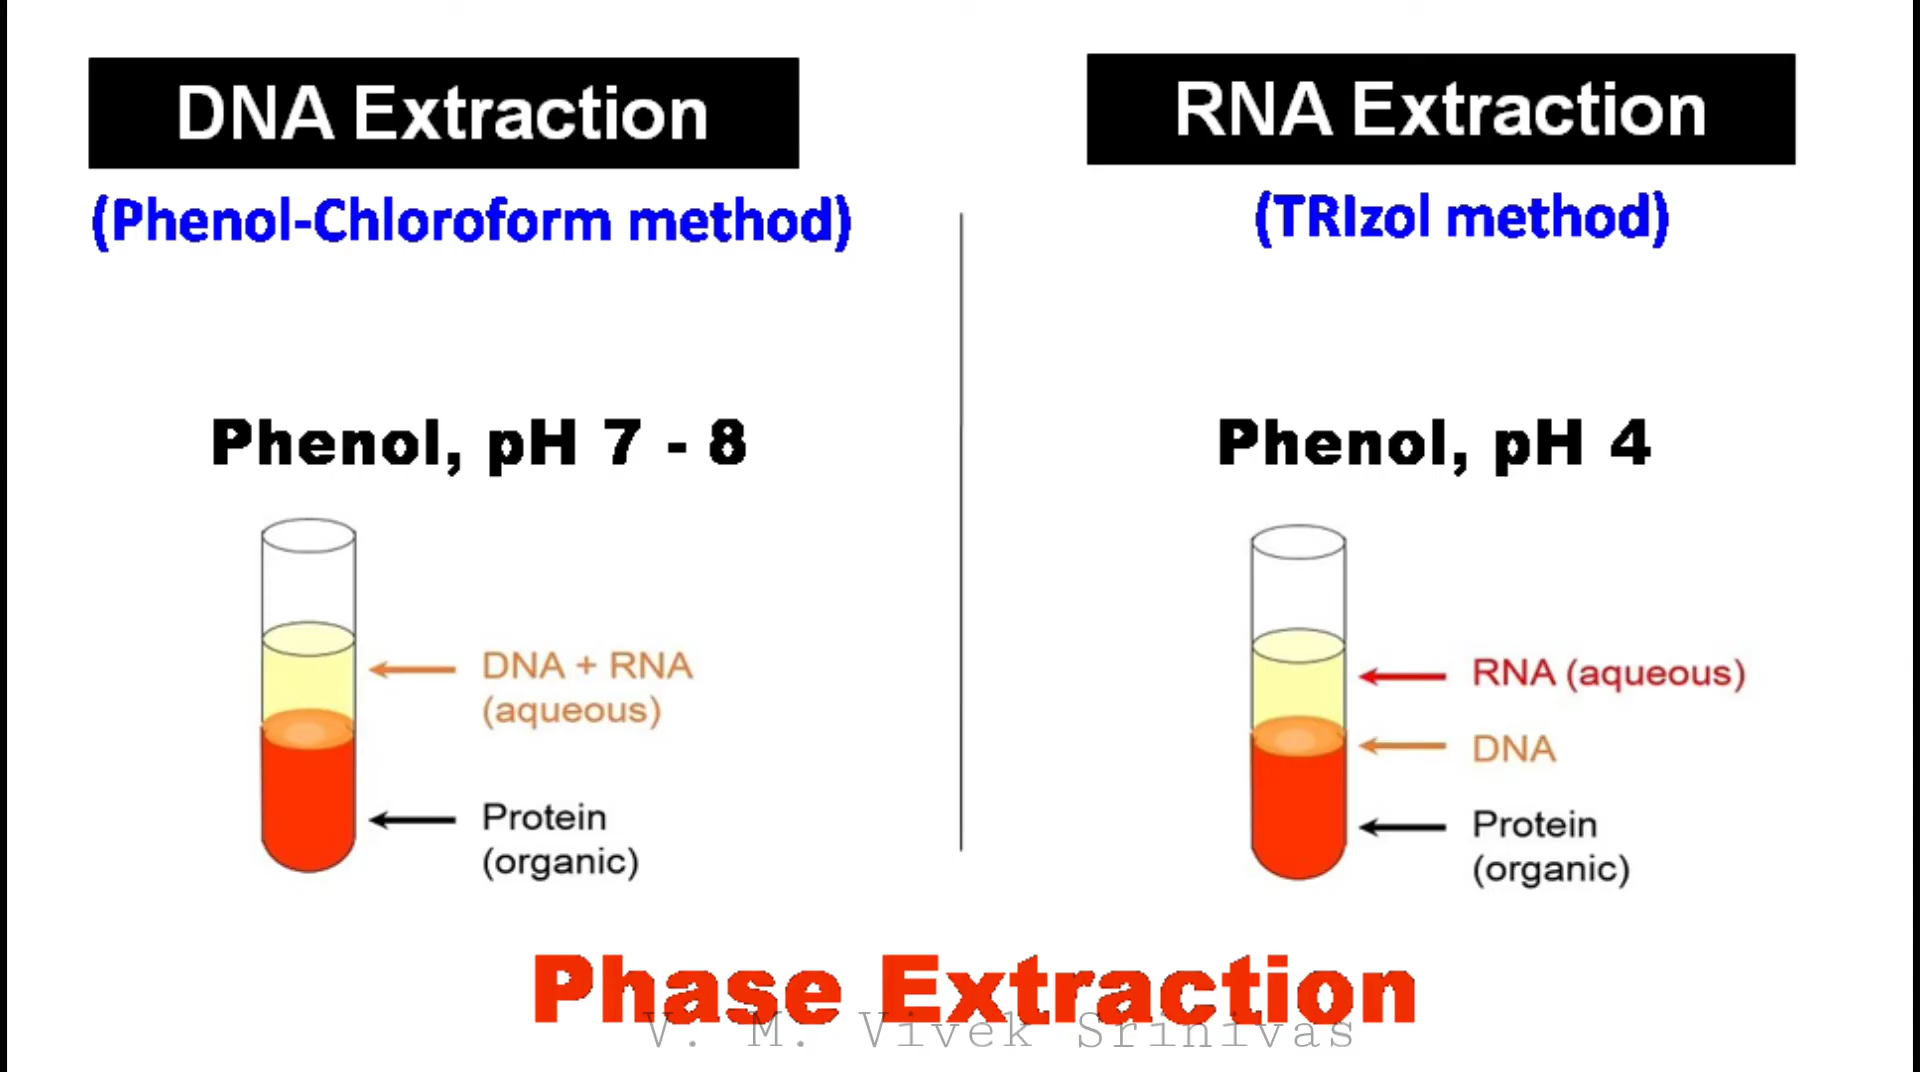 DNA Extraction
(Phenol-Chloroform method)
Phenol, pH 7 - 8
DNA + RNA
(aqueous)
Protein
(organic)
RNA Extraction
(TRIzol method)
Phenol, pH 4
RNA (aqueous)
DNA
Protein
(organic)
Phase Extraction
V. M. Vivek Srinivas